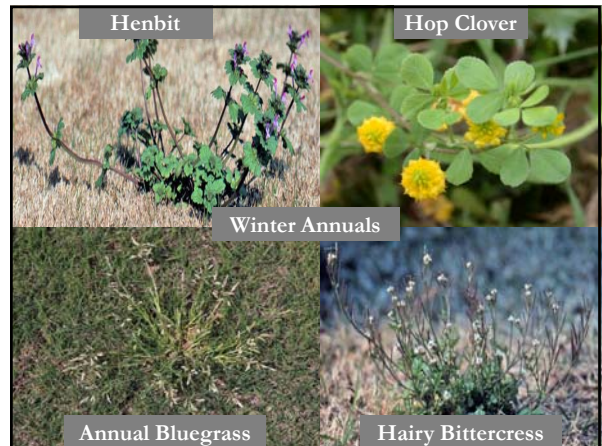 Henbit
Hop Clover
Winter Annuals
Annual Bluegrass
Hairy Bittercress